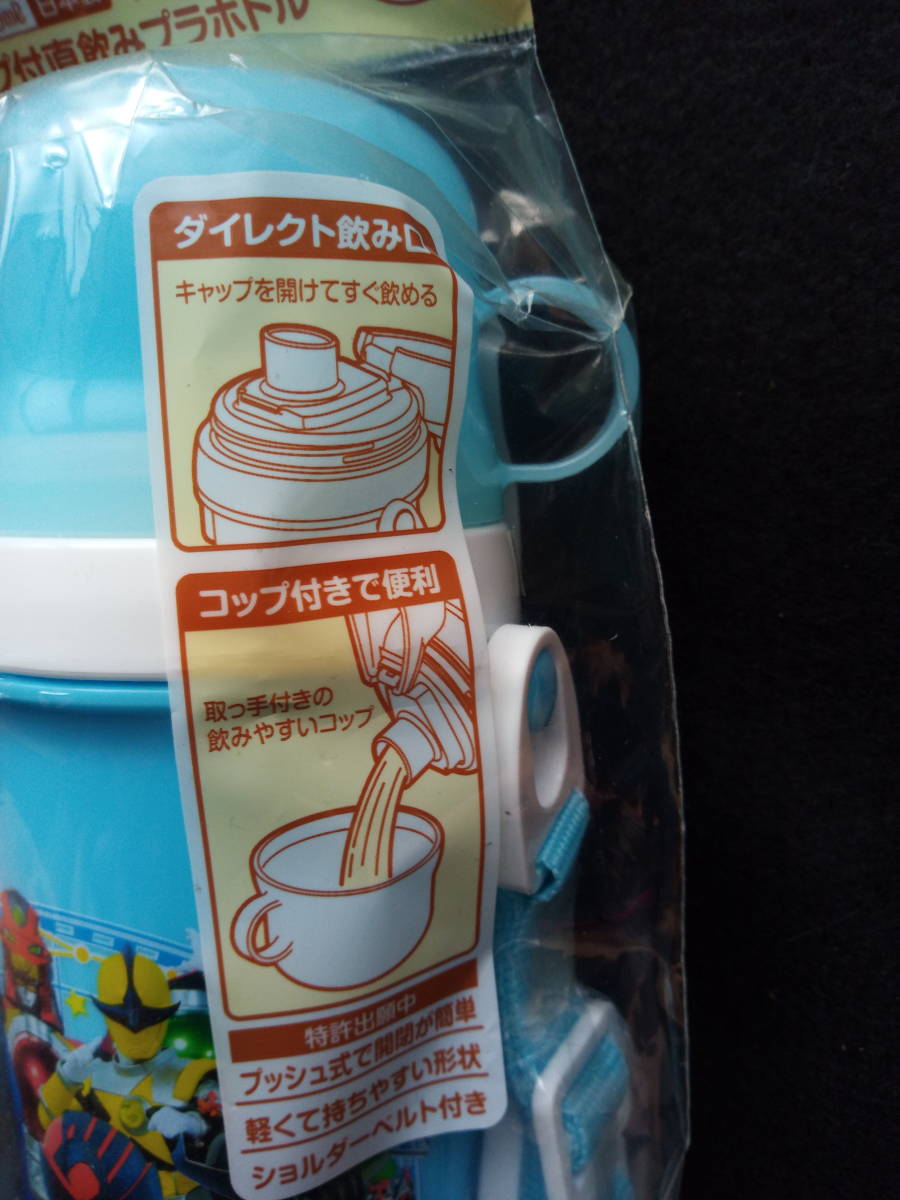 日本製
プ付直飲みプラボトル
ダイレクト飲み口
キャップを開けてすぐ飲める
コップ付きで便利
取っ手付きの
飲みやすいコップ
特許出願中
プッシュ式で開閉が簡単
軽くて持ちやすい形状
ショルダーベルト付き